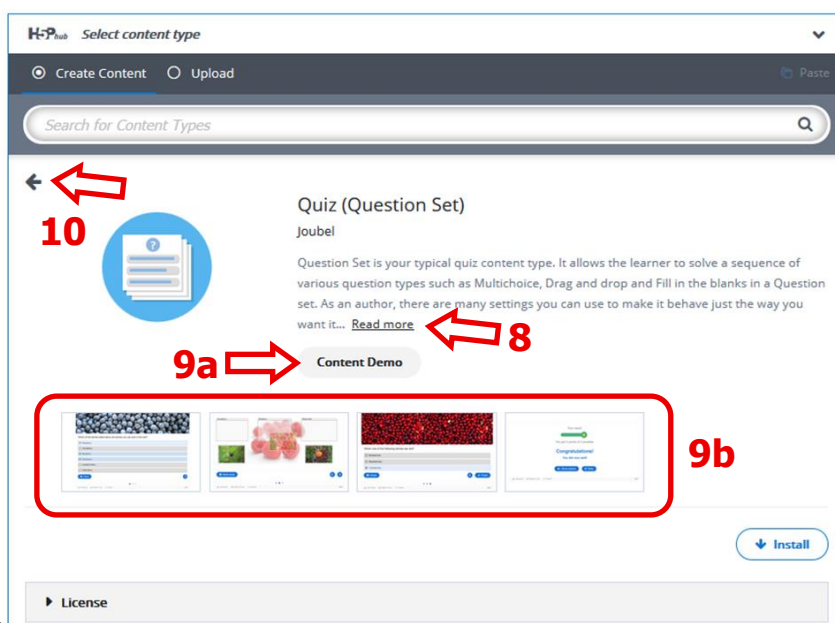 H5Phub Select content type
Create Content Upload Paste
Search for Content Types
10
Quiz (Question Set)
Joubel
Question Set is your typical quiz content type. It allows the learner to solve a sequence of
various question types such as Multichoice, Drag and drop and Fill in the blanks in a Question
set. As an author, there are many settings you can use to make it behave just the way you
want it... Read more
8
9a
Content Demo
9b
Congratulations!
Install
License